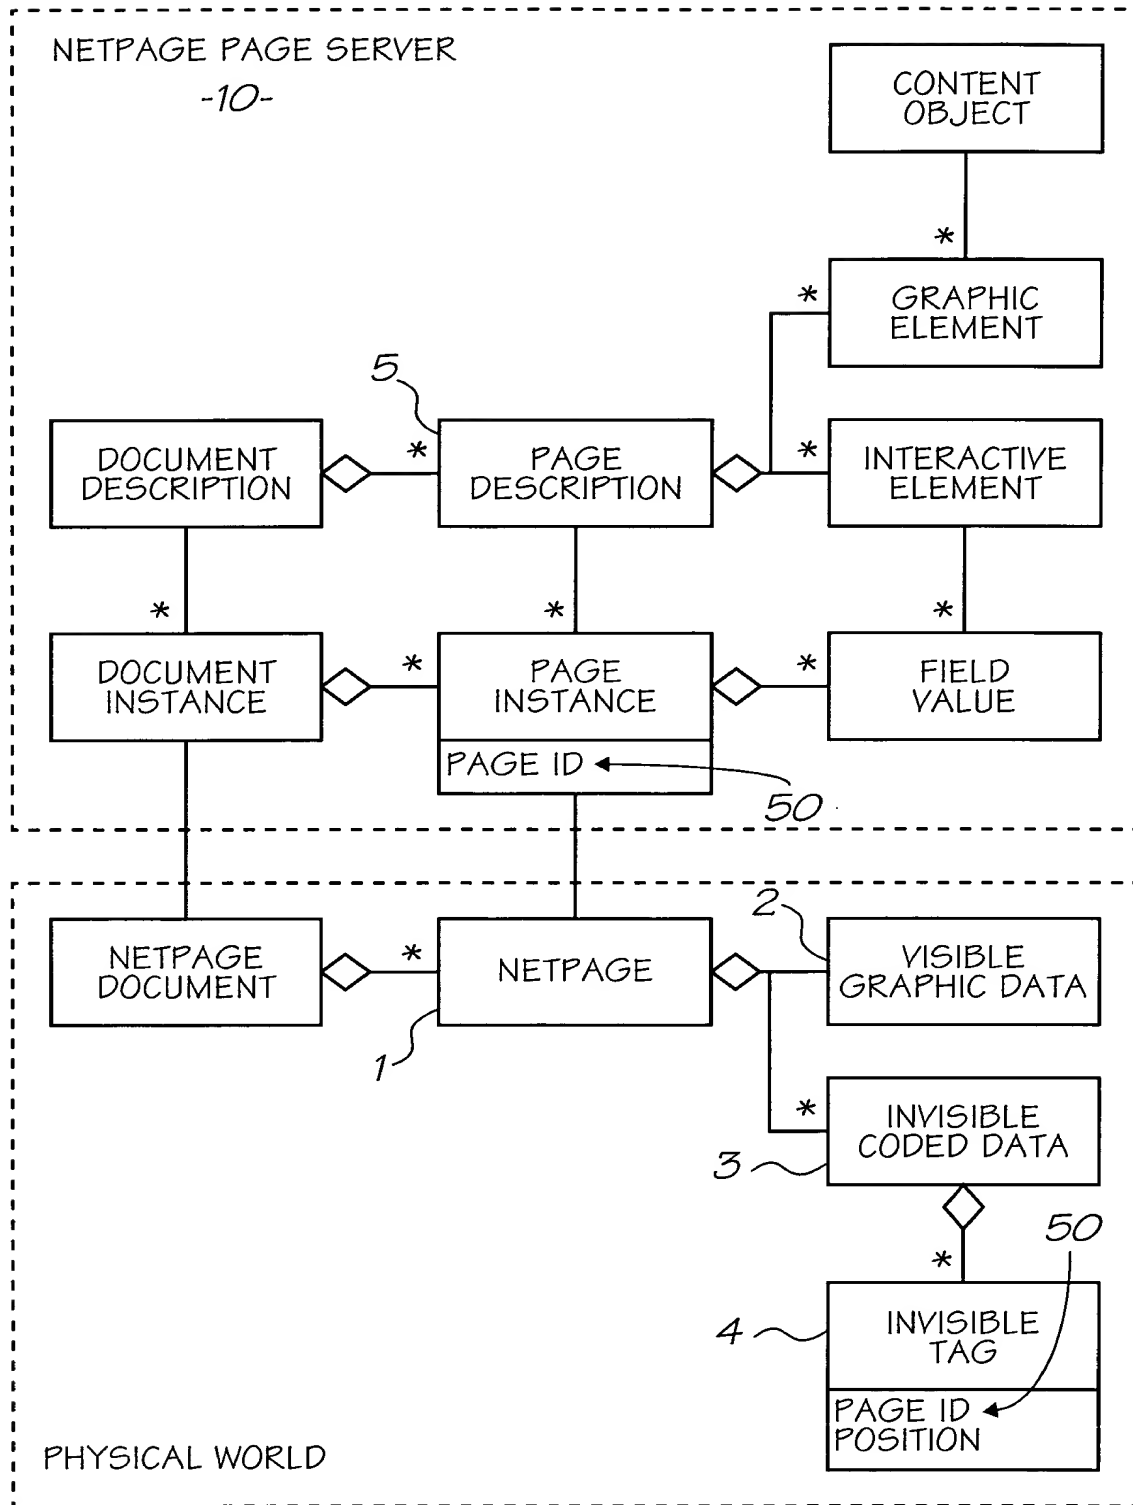 NETPAGE PAGE SERVER
-10-
CONTENT
OBJECT
*
*
GRAPHIC
ELEMENT
5
DOCUMENT
DESCRIPTION
*
PAGE
DESCRIPTION
*
INTERACTIVE
ELEMENT
*
*
*
DOCUMENT
INSTANCE
*
PAGE
INSTANCE
*
FIELD
VALUE
PAGE ID
50
NETPAGE
DOCUMENT
*
NETPAGE
1
2
VISIBLE
GRAPHIC DATA
*
INVISIBLE
CODED DATA
3
*
50
4
INVISIBLE
TAG
PAGE ID
POSITION
PHYSICAL WORLD